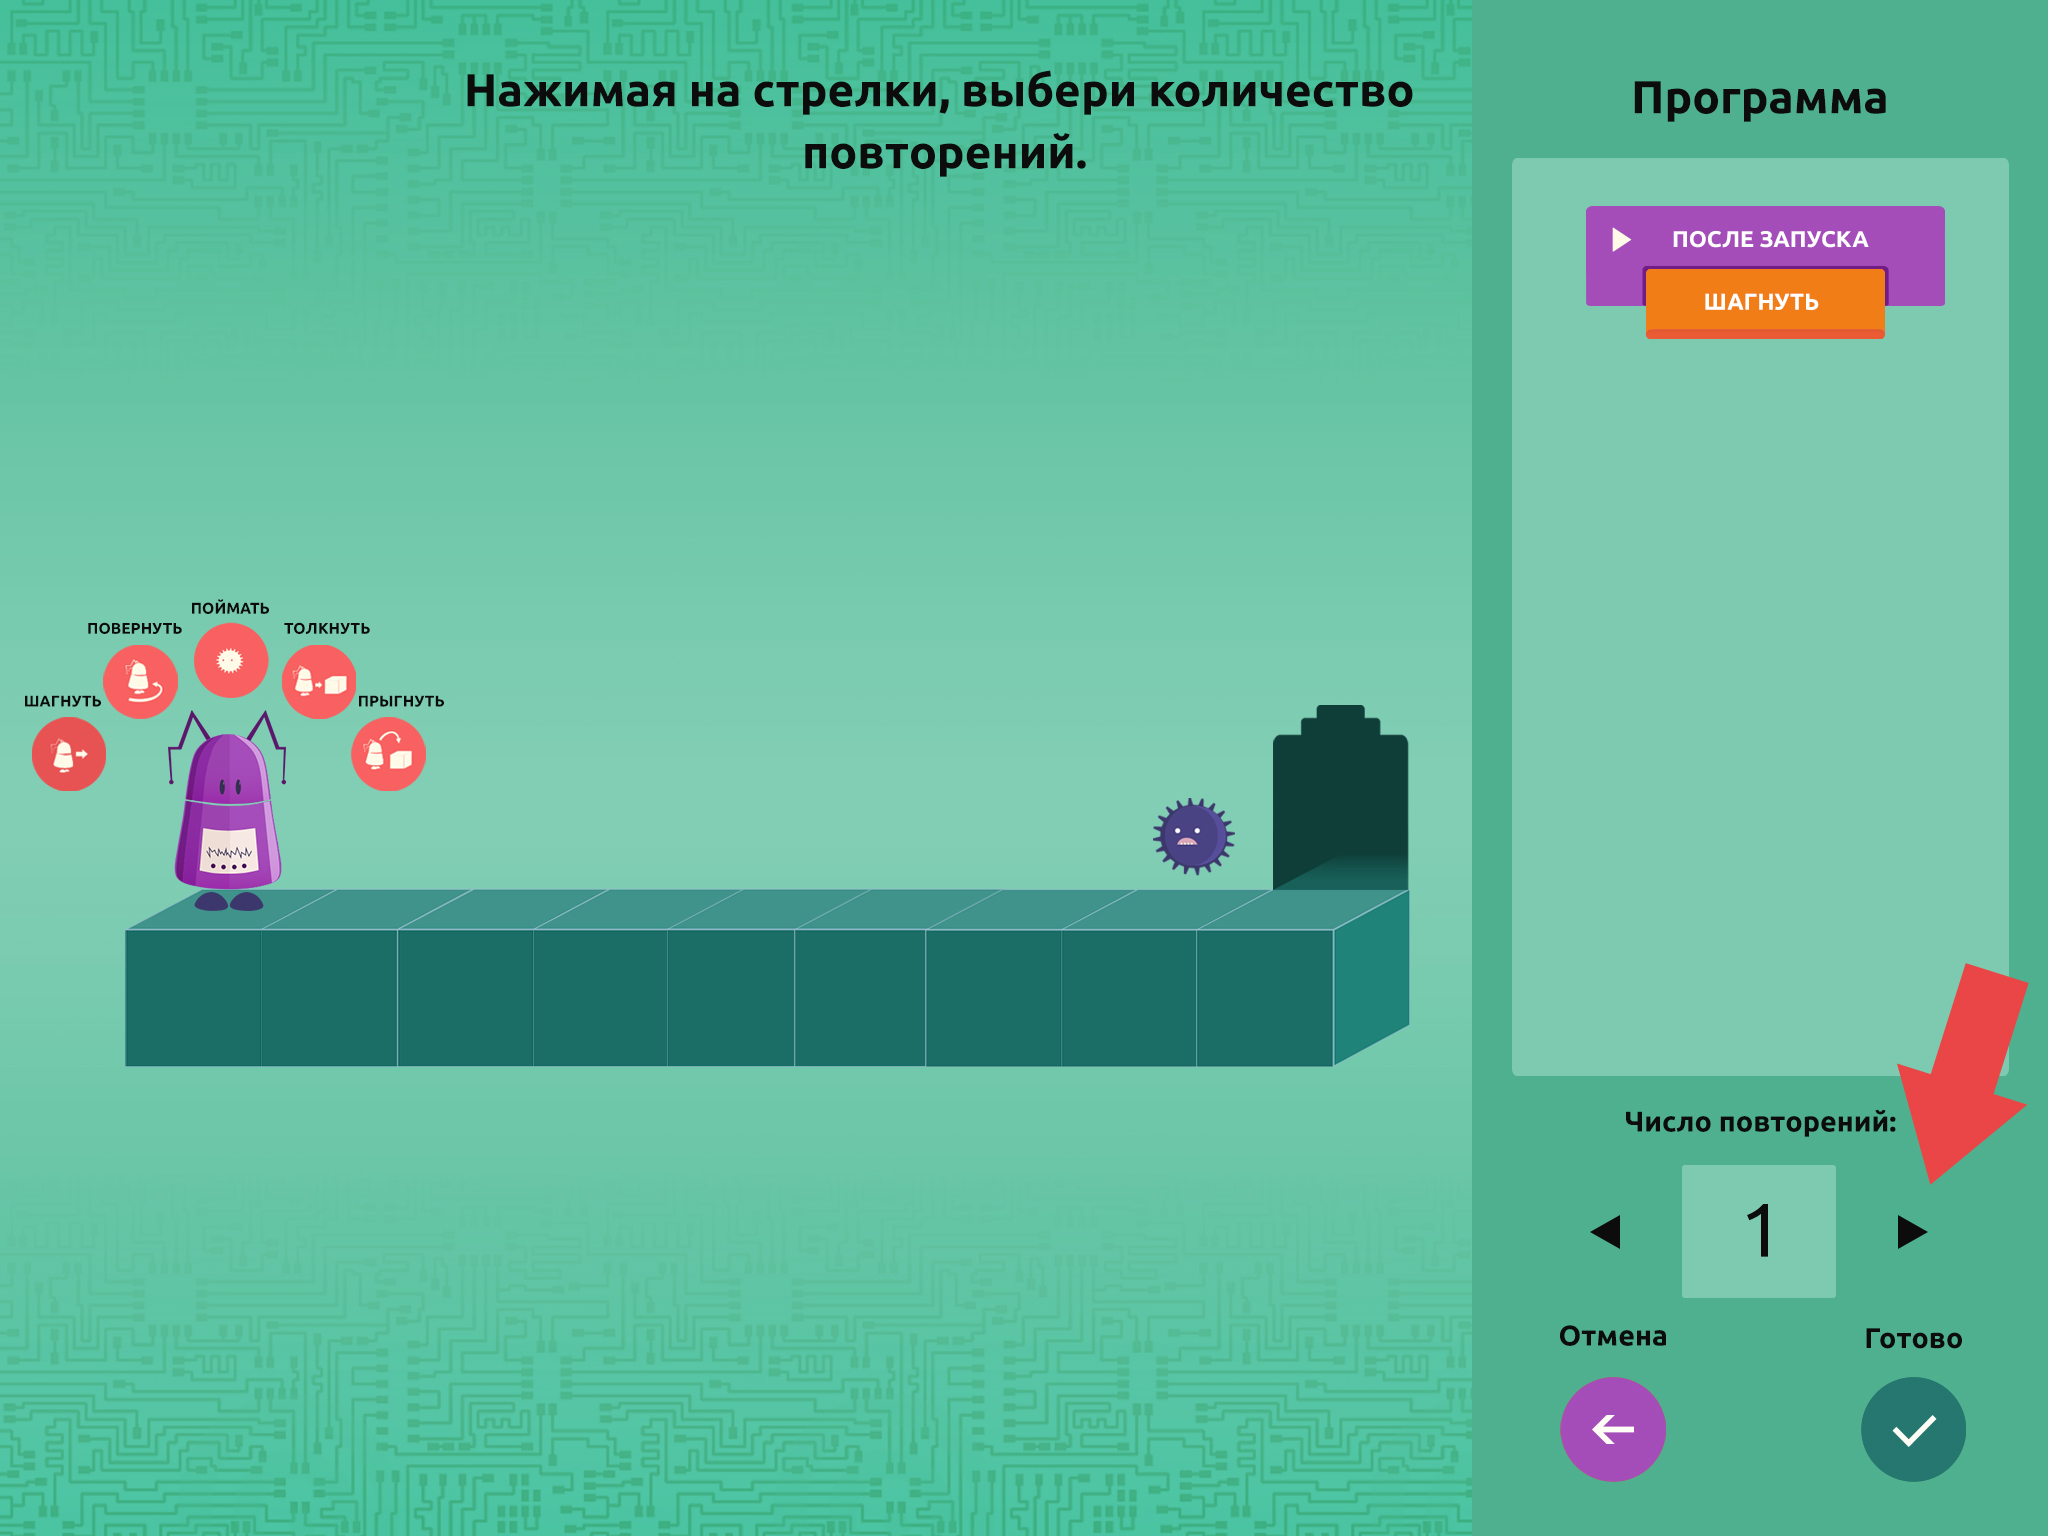 Нажимая на стрелки, выбери количество
повторений.
Программа
ПОСЛЕ ЗАПУСКА
ШАГНУТЬ
ПОЙМАТЬ
ПОВЕРНУТЬ
ТОЛКНУТЬ
ШАГНУТЬ
ПРЫГНУТЬ
Число повторений:
1
Отмена
Готово